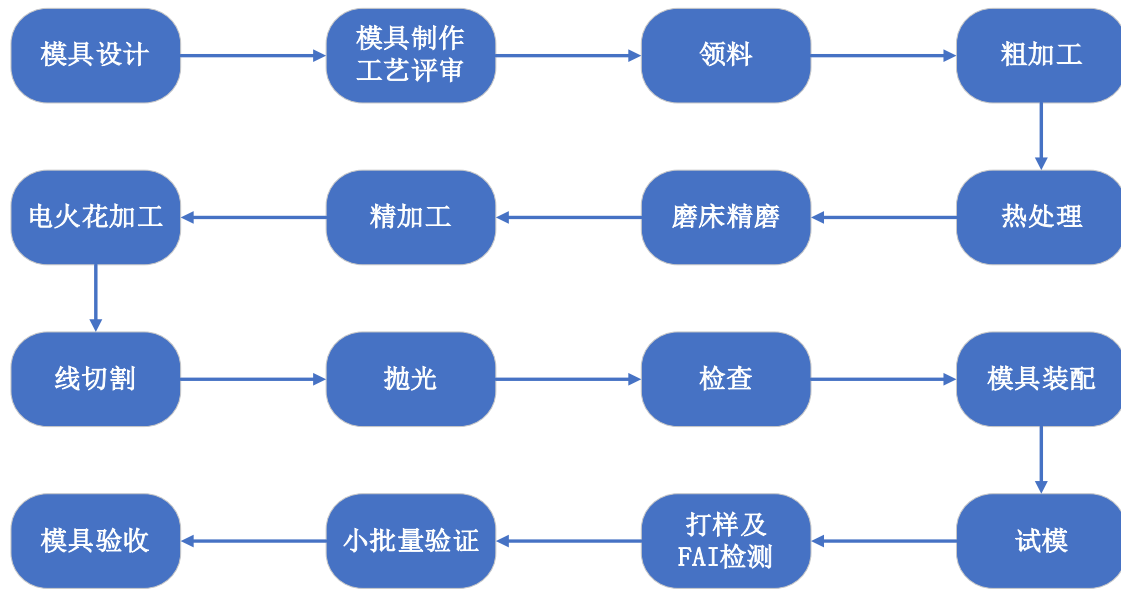 模具设计
模具制作
工艺评审
领料
粗加工
热处理
磨床精磨
精加工
电火花加工
线切割
抛光
检查
模具装配
试模
打样及
FAI检测
小批量验证
模具验收